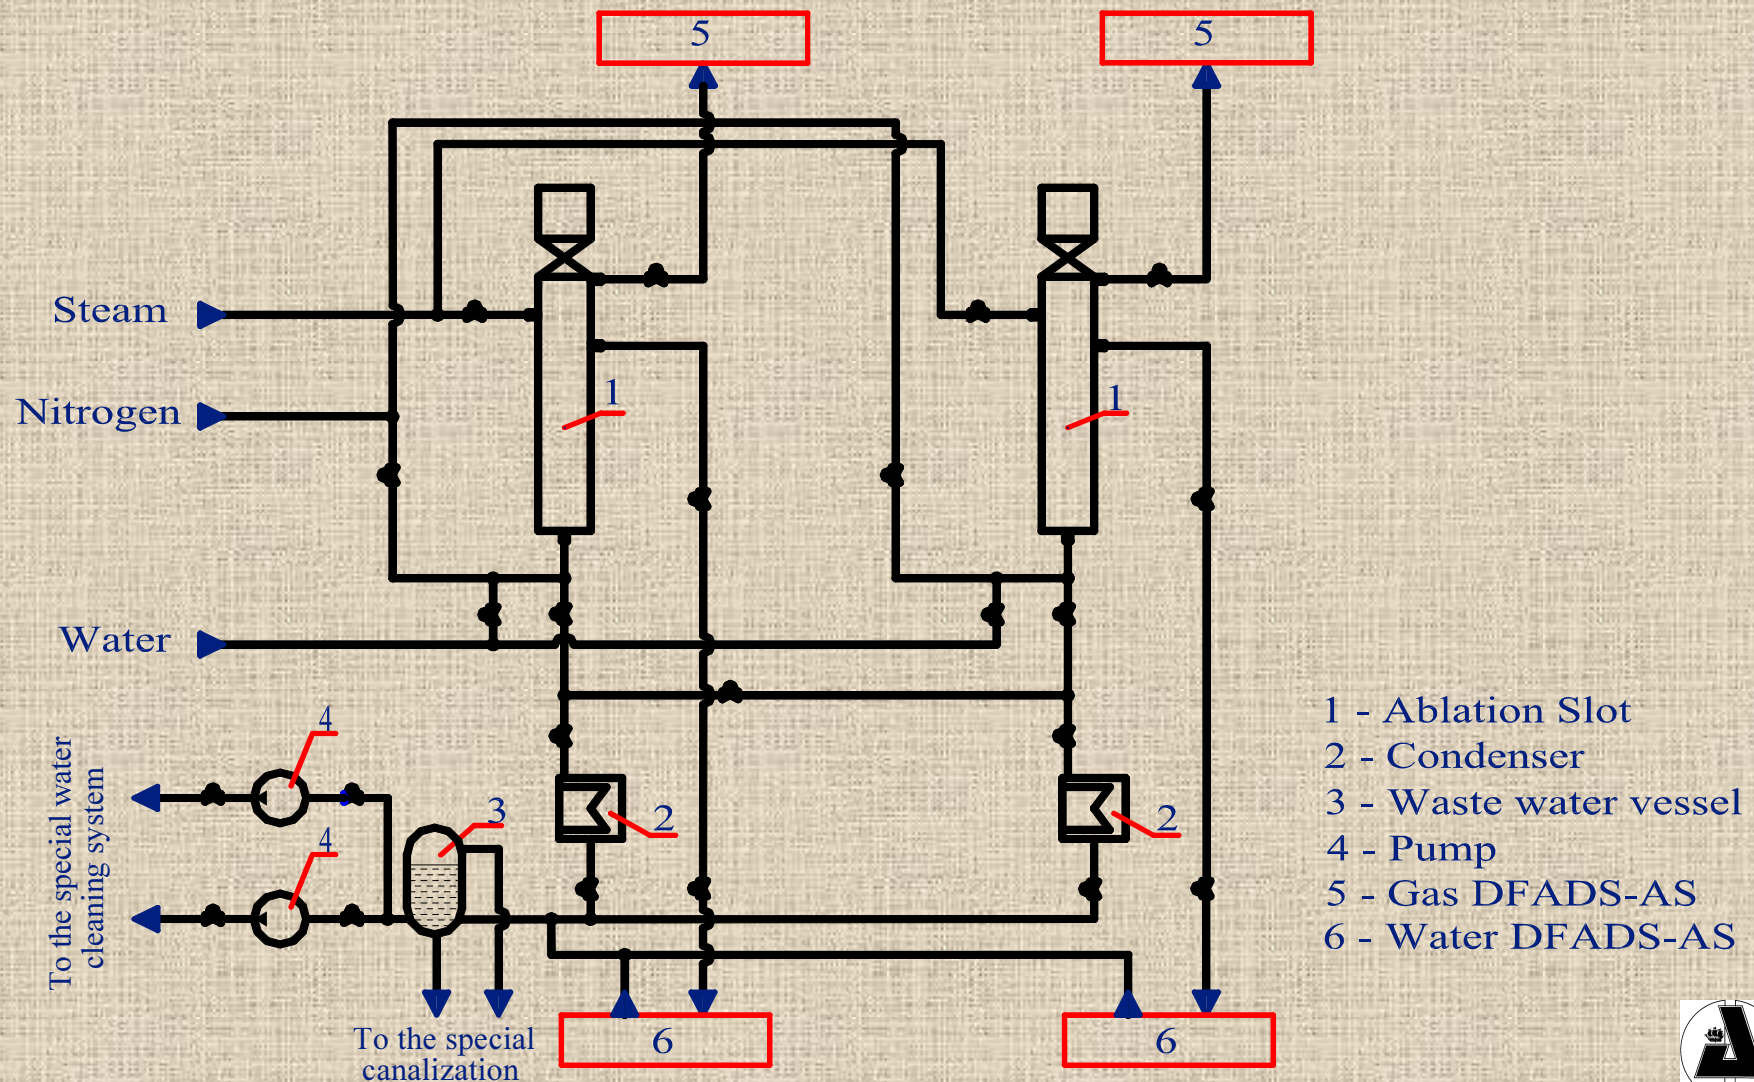 5
5
Steam
1
1
Nitrogen
Water
1 - Ablation Slot
4
2 - Condenser
To the special water
cleaning system
3
2
2
3 - Waste water vessel
4
4 - Pump
5 - Gas DFADS-AS
6 - Water DFADS-AS
To the special
canalization
6
6